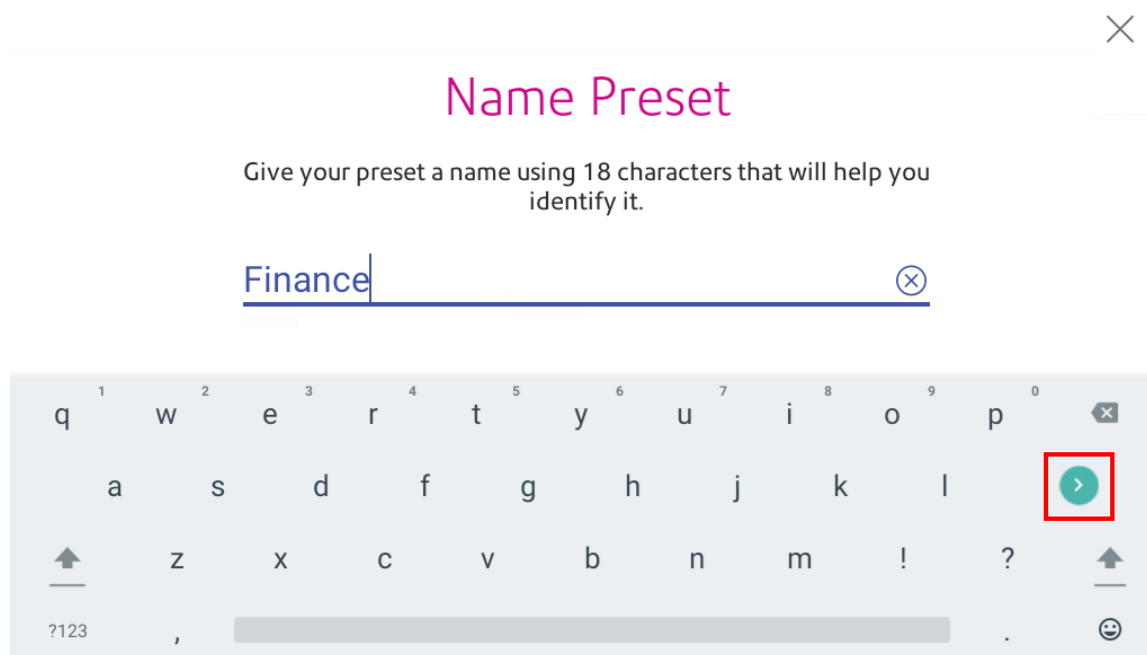 Name Preset
Give your preset a name using 18 characters that will help you
identify it.
Finance
1 2 3 4 5 6 7 8 9 0
q w e r t y u i o p
a s d f g h j k l
z x c v b n m ! ?
?123 , .